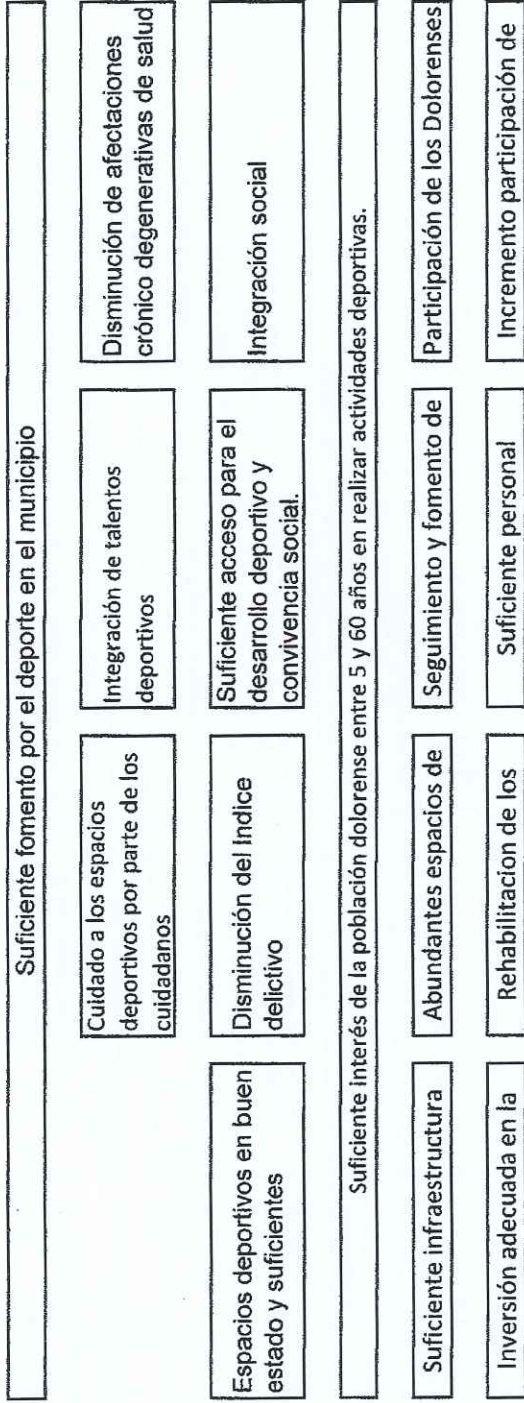 Suficiente fomento por el deporte en el municipio
Cuidado a los espacios
deportivos por parte de los
cuidadanos
Integración de talentos
deportivos
Disminución de afectaciones
crónico degenerativas de salud
Espacios deportivos en buen
estado y suficientes
Disminución del Indice
delictivo
Suficiente acceso para el
desarrollo deportivo y
convivencia social.
Integración social
Suficiente interés de la población dolorense entre 5 y 60 años en realizar actividades deportivas.
Suficiente infraestructura
Abundantes espacios de
Seguimiento y fomento de
Participación de los Dolorenses
Inversión adecuada en la
Rehabilitacion de los
Suficiente personal
Incremento participación de